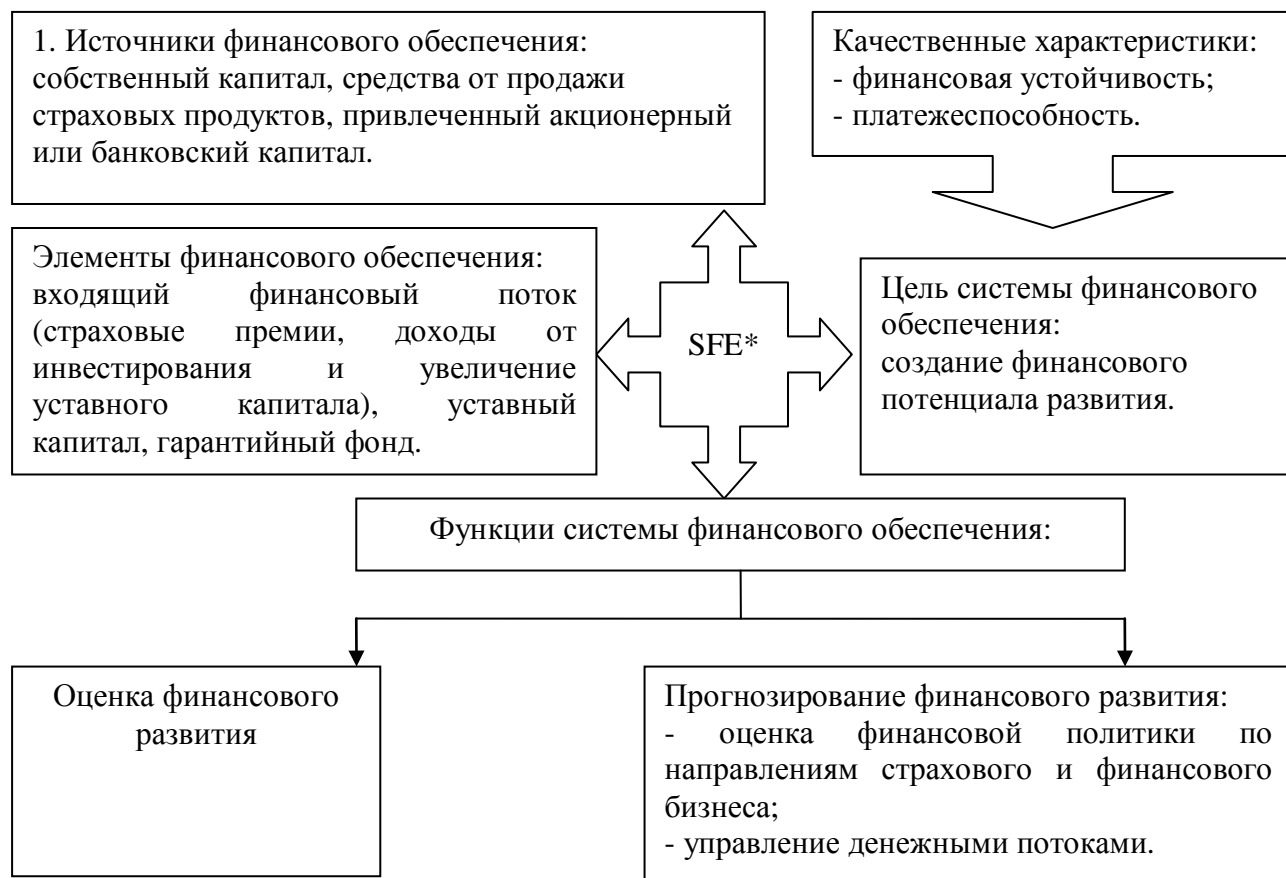 1. Источники финансового обеспечения:
собственный капитал, средства от продажи
страховых продуктов, привлеченный акционерный
или банковский капитал.
Качественные характеристики:
- финансовая устойчивость;
- платежеспособность.
Элементы финансового обеспечения:
входящий финансовый поток
(страховые премии, доходы от
инвестирования и увеличение
уставного капитала), уставный
капитал, гарантийный фонд.
SFE*
Цель системы финансового
обеспечения:
создание финансового
потенциала развития.
Функции системы финансового обеспечения:
Оценка финансового
развития
Прогнозирование финансового развития:
- оценка финансовой политики по
направлениям страхового и финансового
бизнеса;
- управление денежными потоками.